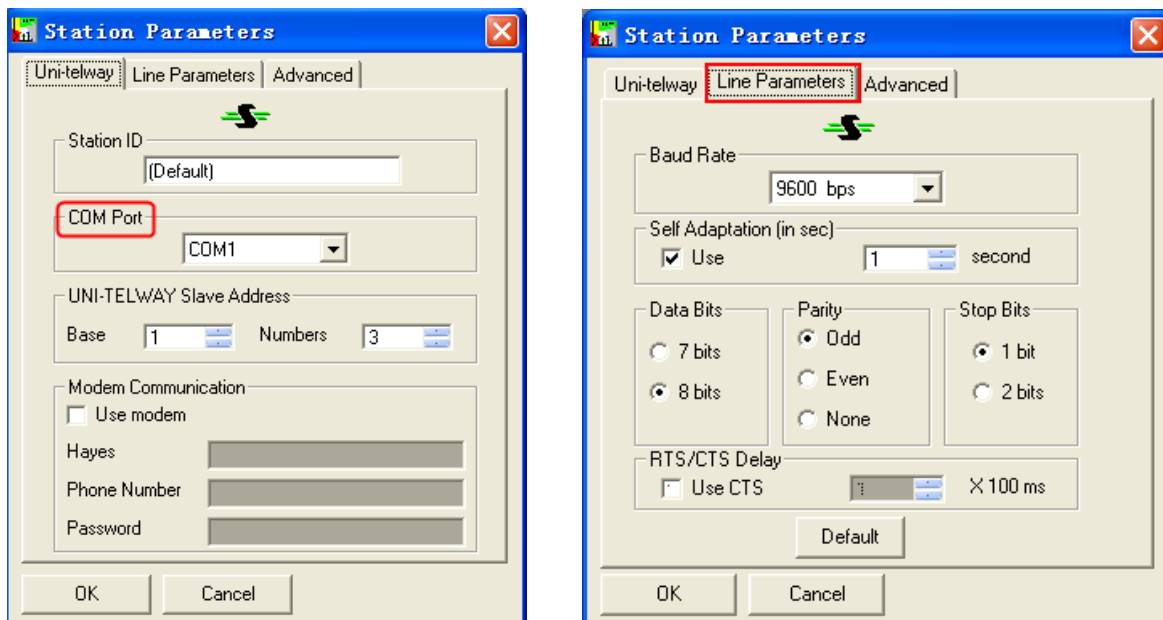 Station Parameters
Uni-telway Line Parameters Advanced
Station ID
(Default)
COM Port
COM1
UNI-TELWAY Slave Address
Base 1 Numbers 3
Modem Communication
Use modem
Hayes
Phone Number
Password
OK Cancel
Station Parameters
Uni-telway Line Parameters Advanced
Baud Rate
9600 bps
Self Adaptation (in sec)
Use 1 second
Data Bits Parity Stop Bits
7 bits Odd 1 bit
8 bits Even 2 bits
None
RTS/CTS Delay
Use CTS X 100 ms
Default
OK Cancel